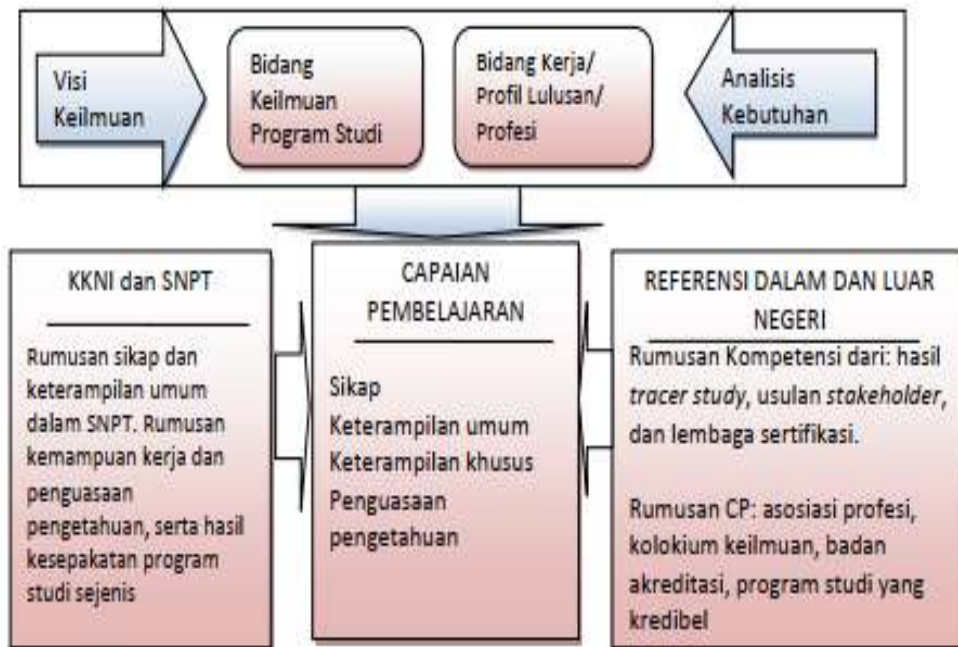 Visi
Keilmuan
Bidang
Keilmuan
Program Studi
Bidang Kerja/
Profil Lulusan/
Profesi
Analisis
Kebutuhan
KKNI dan SNPT
Rumusan sikap dan
keterampilan umum
dalam SNPT. Rumusan
kemampuan kerja dan
penguasaan
pengetahuan, serta hasil
kesepakatan program
studi sejenis
CAPAIAN
PEMBELAJARAN
Sikap
Keterampilan umum
Keterampilan khusus
Penguasaan
pengetahuan
REFERENSI DALAM DAN LUAR
NEGERI
Rumusan Kompetensi dari: hasil
tracer study, usulan stakeholder,
dan lembaga sertifikasi.
Rumusan CP: asosiasi profesi,
kolokium keilmuan, badan
akreditasi, program studi yang
kredibel